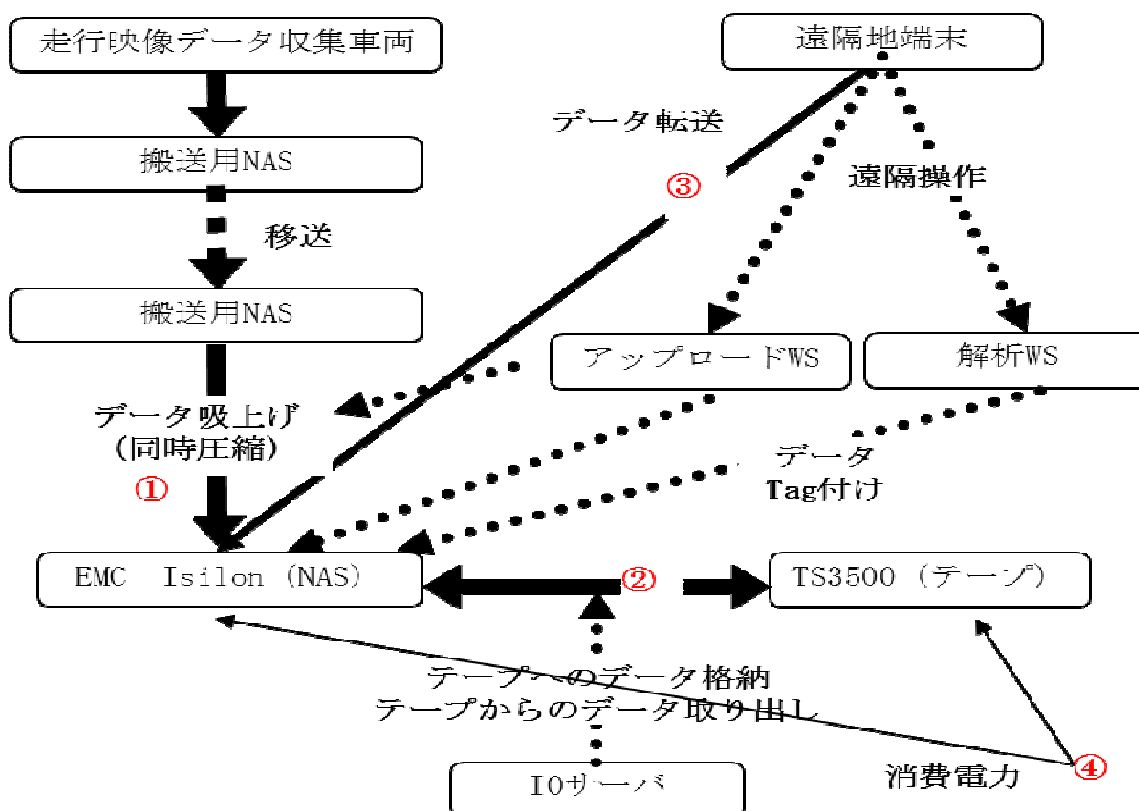 走行映像データ収集車両
遠隔地端末
データ転送
搬送用NAS
③
遠隔操作
移送
搬送用NAS
アップロードWS
解析WS
データ吸上げ
(同時圧縮)
①
データ
Tag付け
EMC Isilon(NAS)
②
TS3500 (テープ)
テープへのデータ格納
テープからのデータ取り出し
消費電力
④
IOサーバ